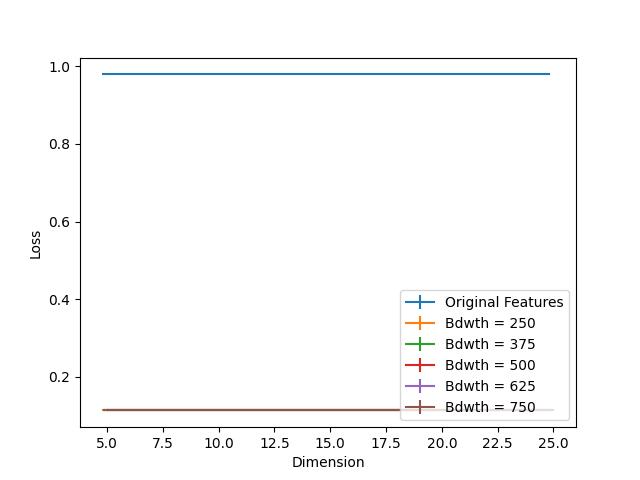 1.0
0.8
0.6
0.4
0.2
Loss
Original Features
Bdwth = 250
Bdwth = 375
Bdwth = 500
Bdwth = 625
Bdwth = 750
5.0 7.5 10.0 12.5 15.0 17.5 20.0 22.5 25.0
Dimension